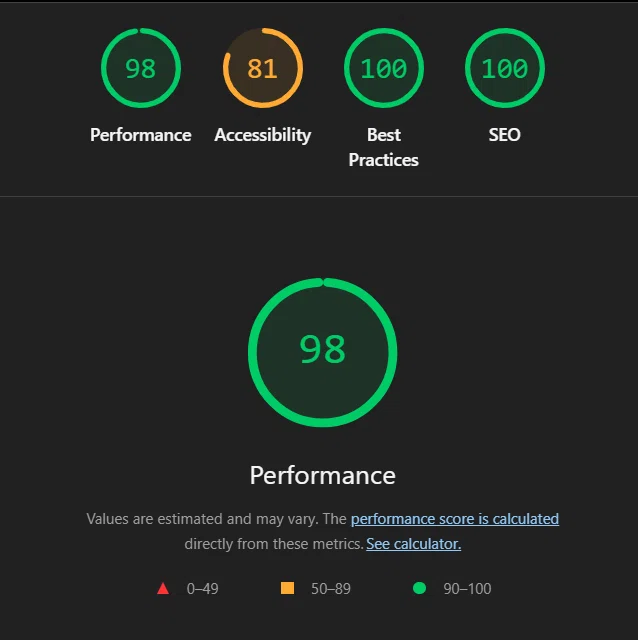 98
81
100
100
Performance
Accessibility
Best
Practices
SEO
98
Performance
Values are estimated and may vary. The performance score is calculated
directly from these metrics. See calculator.
0–49
50–89
90–100